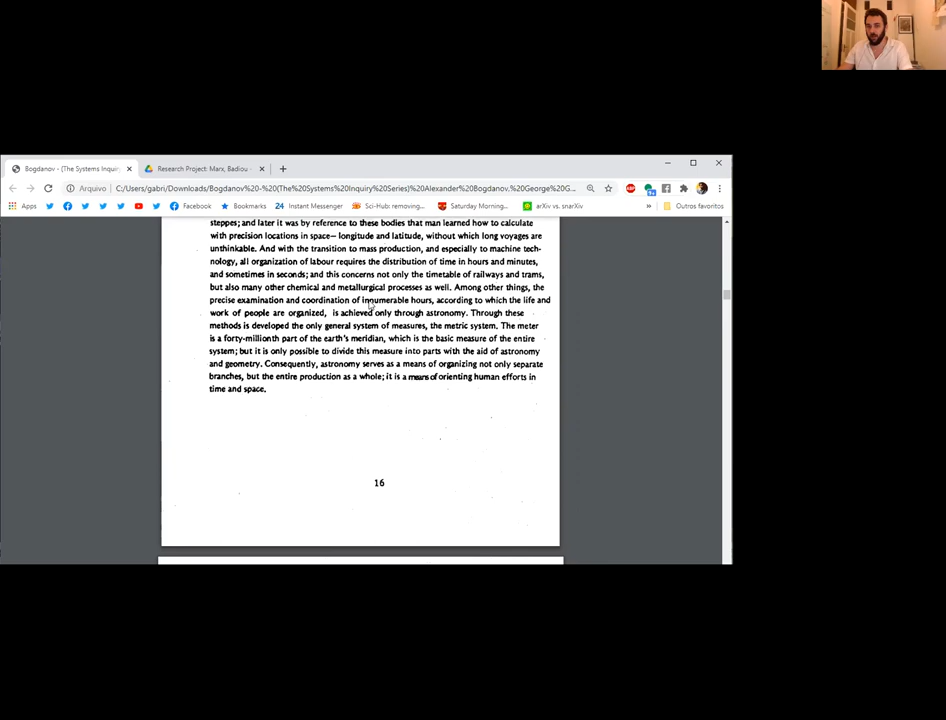 Bogdanov - (The Systems Inquiry
Research Project: Marx, Badiou
Arquivo
C:/Users/gabri/Downloads/Bogdanov%20-%20(The%20Systems%20Inquiry%20Series)%20Alexander%20Bogdanov,%20George%20G...
Apps
Facebook
Bookmarks
Instant Messenger
Sci-Hub: removing...
Saturday Morning...
arXiv vs. snarXiv
»
Outros favoritos
steppes; and later it was by reference to these bodies that man learned how to calculate
with precision locations in space— longitude and latitude, without which long voyages are
unthinkable. And with the transition to mass production, and especially to machine tech-
nology, all organization of labour requires the distribution of time in hours and minutes,
and sometimes in seconds; and this concerns not only the timetable of railways and trams,
but also many other chemical and metallurgical processes as well. Among other things, the
precise examination and coordination of innumerable hours, according to which the life and
work of people are organized, is achieved only through astronomy. Through these
methods is developed the only general system of measures, the metric system. The meter
is a forty-millionth part of the earth's meridian, which is the basic measure of the entire
system; but it is only possible to divide this measure into parts with the aid of astronomy
and geometry. Consequently, astronomy serves as a means of organizing not only separate
branches, but the entire production as a whole; it is a means of orienting human efforts in
time and space.
16